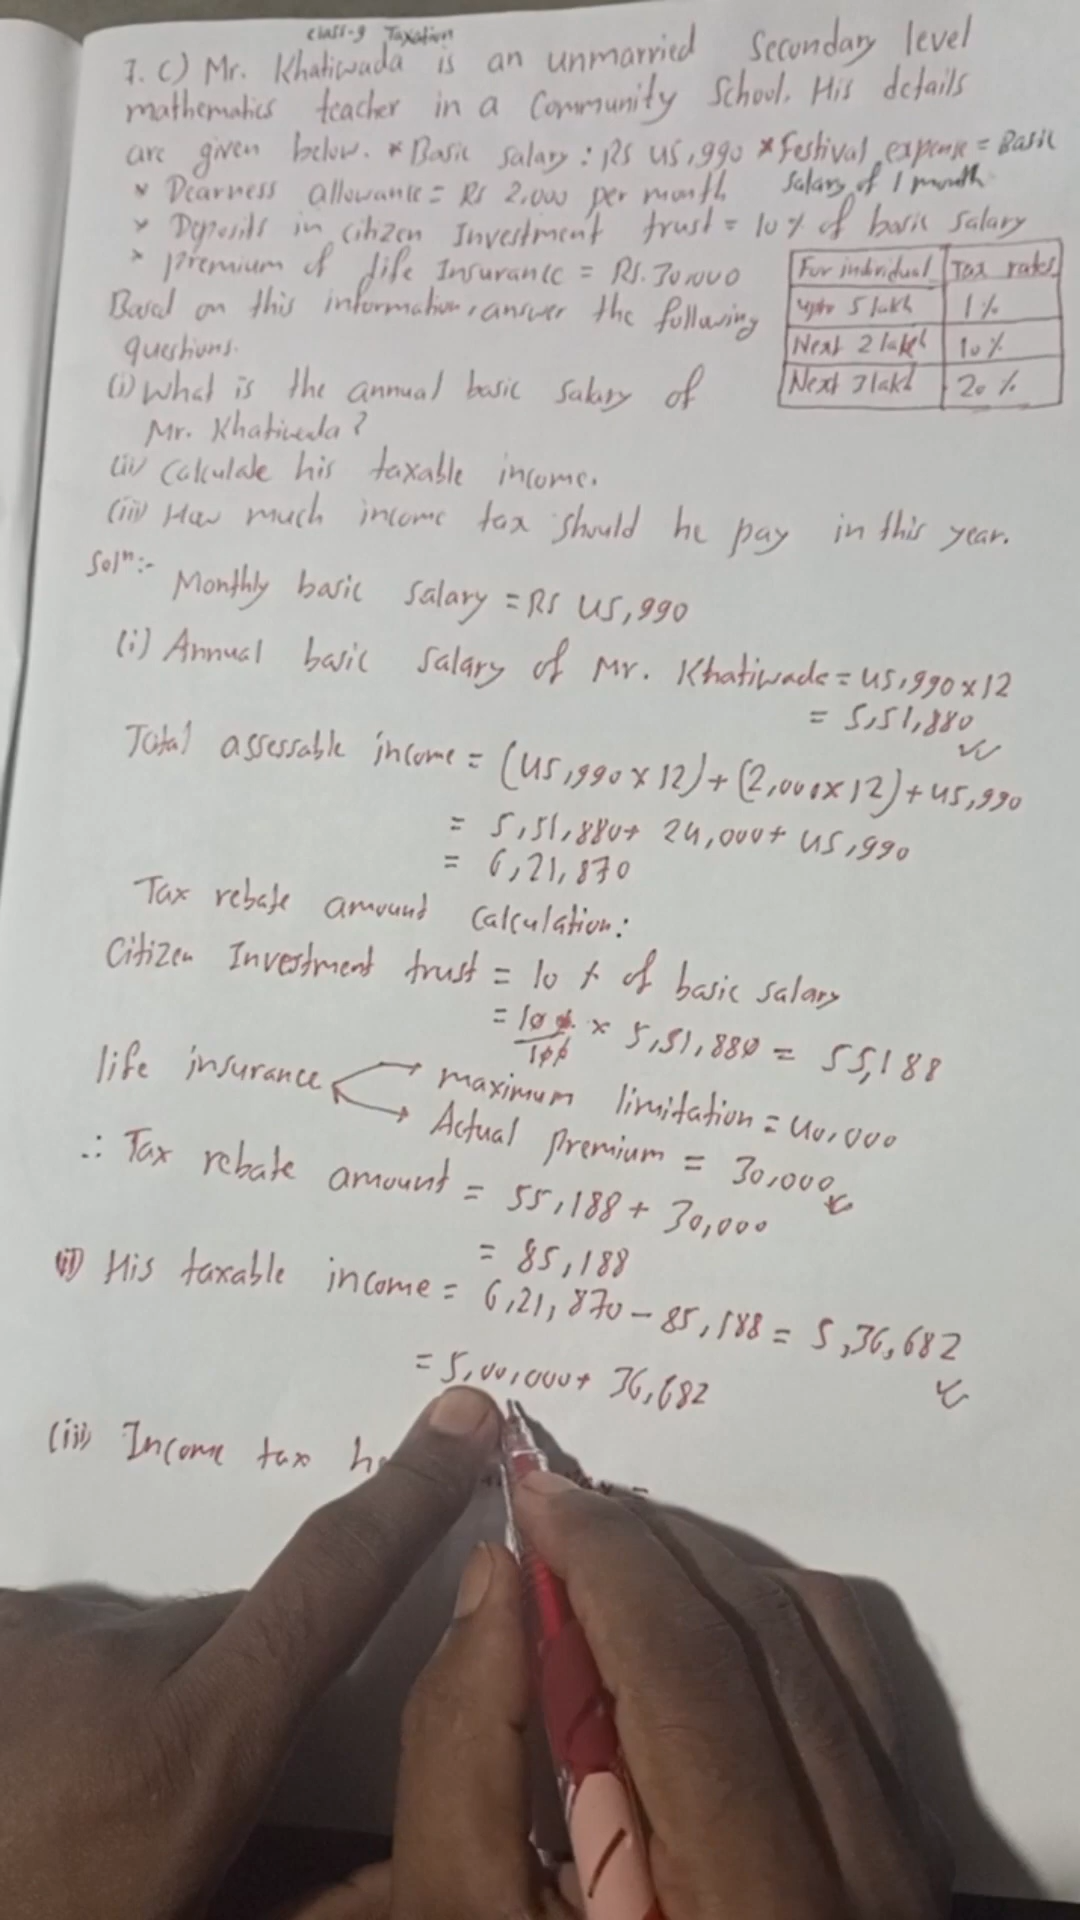 class-9 Taxation
7. c) Mr. Khatiwada is an unmarried Secondary level
mathematics teacher in a Community School. His details
are given below. * Basic salary : Rs 45,990 * Festival expense = Basic
salary of 1 month
* Dearness allowance = Rs 2,000 per month
* Deposits in citizen Investment trust = 10 % of basic salary
* premium of life Insurance = Rs. 30,000
For individual Tax rates
upto 5 lakh 1 %
Next 2 lakh 10 %
Next 3 lakh 20 %
Based on this information, answer the following
questions.
(i) What is the annual basic salary of
Mr. Khatiwada ?
(ii) Calculate his taxable income.
(iii) How much income tax should he pay in this year.
Solⁿ:-
Monthly basic salary = Rs 45,990
(i) Annual basic salary of Mr. Khatiwada = 45,990 x 12
= 5,51,880
Total assessable income = (45,990 x 12) + (2,000 x 12) + 45,990
= 5,51,880 + 24,000 + 45,990
= 6,21,870
Tax rebate amount Calculation :
Citizen Investment trust = 10 % of basic salary
= 10/100 x 5,51,880 = 55,188
life insurance → maximum limitation = 40,000
→ Actual premium = 30,000
∴ Tax rebate amount = 55,188 + 30,000
= 85,188
(ii) His taxable income = 6,21,870 - 85,188 = 5,36,682
= 5,00,000 + 36,682
(iii) Income tax